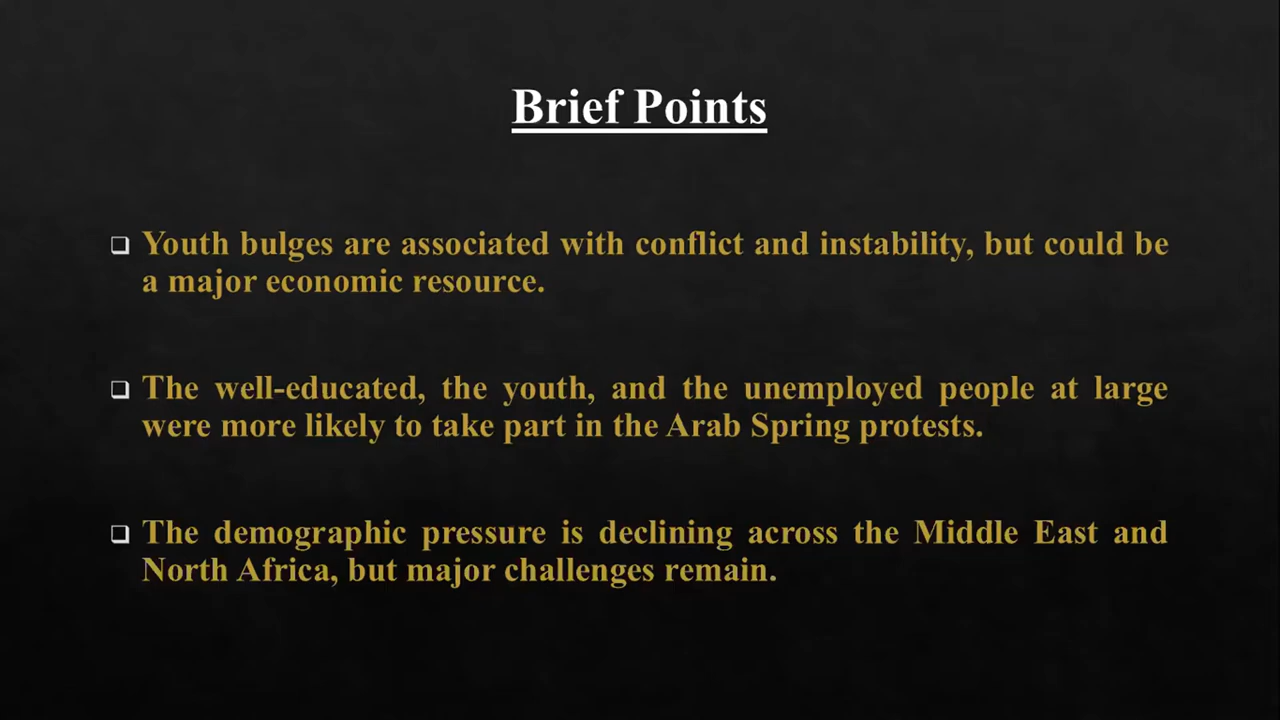 Brief Points
Youth bulges are associated with conflict and instability, but could be
a major economic resource.
The well-educated, the youth, and the unemployed people at large
were more likely to take part in the Arab Spring protests.
The demographic pressure is declining across the Middle East and
North Africa, but major challenges remain.